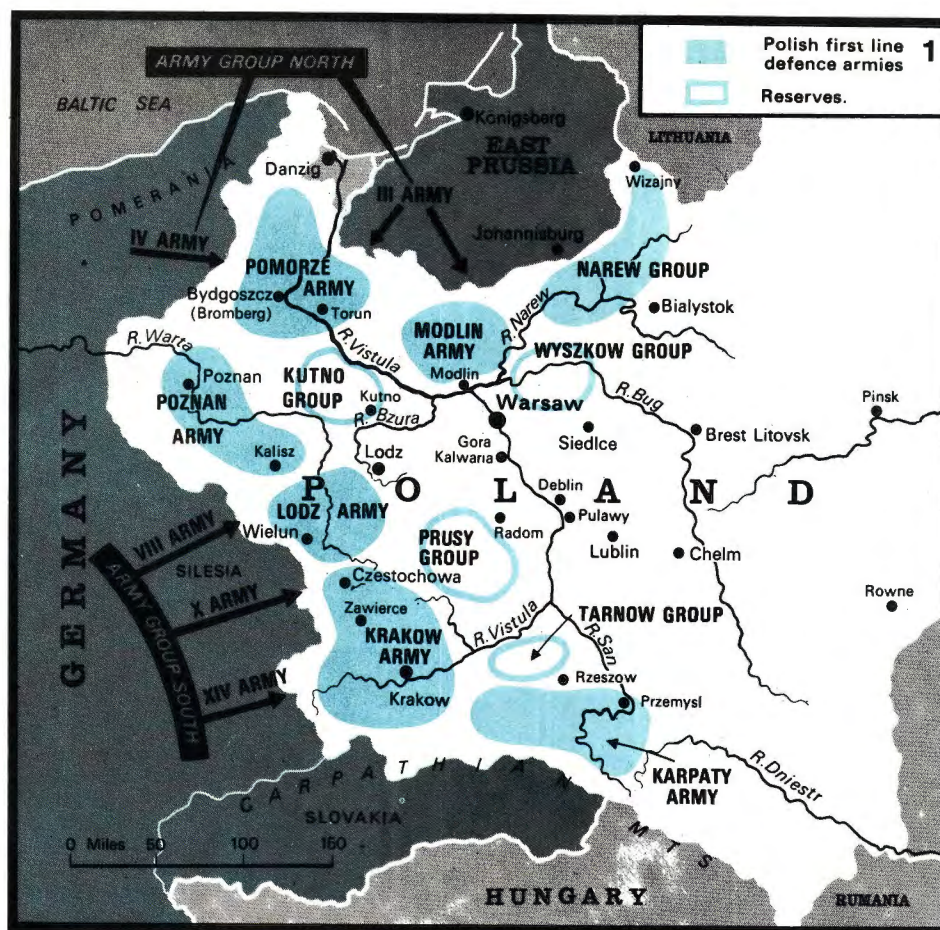 Polish first line
defence armies
1
Reserves.
ARMY GROUP NORTH
BALTIC SEA
Königsberg
EAST
PRUSSIA
LITHUANIA
Danzig
Wizajny
POMERANIA
III ARMY
IV ARMY
Johannisburg
POMORZE
ARMY
NAREW GROUP
Bydgoszcz
(Bromberg)
Torun
Bialystok
R. Narew
R. Warta
R. Vistula
MODLIN
ARMY
WYSZKOW GROUP
Poznan
KUTNO
GROUP
Modlin
R. Bug
Pinsk
POZNAN
ARMY
Kutno
R. Bzura
Warsaw
Siedlce
Brest Litovsk
Gora
Kalwaria
Kalisz
Lodz
GERMANY
POLAND
Deblin
LODZ ARMY
Pulawy
Wielun
Radom
VIII ARMY
PRUSY
GROUP
Lublin
Chelm
SILESIA
Czestochowa
ARMY GROUP SOUTH
X ARMY
Rowne
Zawierce
R. Vistula
TARNOW GROUP
KRAKOW
ARMY
R. San
XIV ARMY
Krakow
Rzeszow
Przemysl
KARPATY
ARMY
R. Dniestr
CARPATHIAN MTS
SLOVAKIA
0 Miles 50 100 150
HUNGARY
RUMANIA